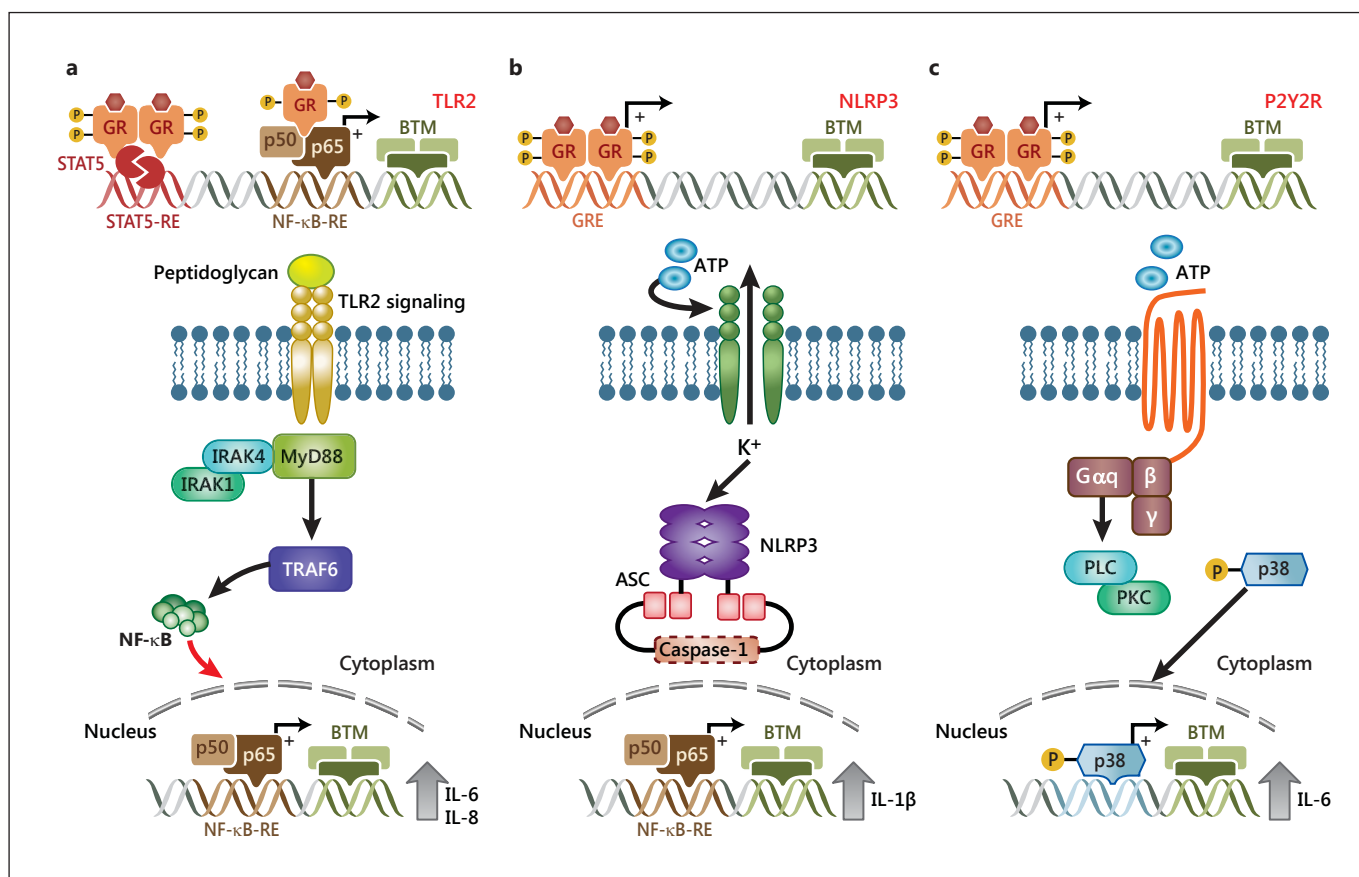 a
P
P
GR
GR
P
P
STAT5
STAT5-RE
P
GR
P
p50
p65
+
TLR2
BTM
NF-κB-RE
Peptidoglycan
TLR2 signaling
IRAK4
MyD88
IRAK1
TRAF6
NF-κB
Cytoplasm
Nucleus
p50
p65
+
BTM
NF-κB-RE
IL-6
IL-8
b
P
P
GR
GR
P
P
+
NLRP3
BTM
GRE
ATP
K+
NLRP3
ASC
Caspase-1
Cytoplasm
Nucleus
p50
p65
+
BTM
NF-κB-RE
IL-1β
c
P
P
GR
GR
P
P
+
P2Y2R
BTM
GRE
ATP
Gαq
β
γ
PLC
PKC
P
p38
Cytoplasm
Nucleus
P
p38
+
BTM
IL-6